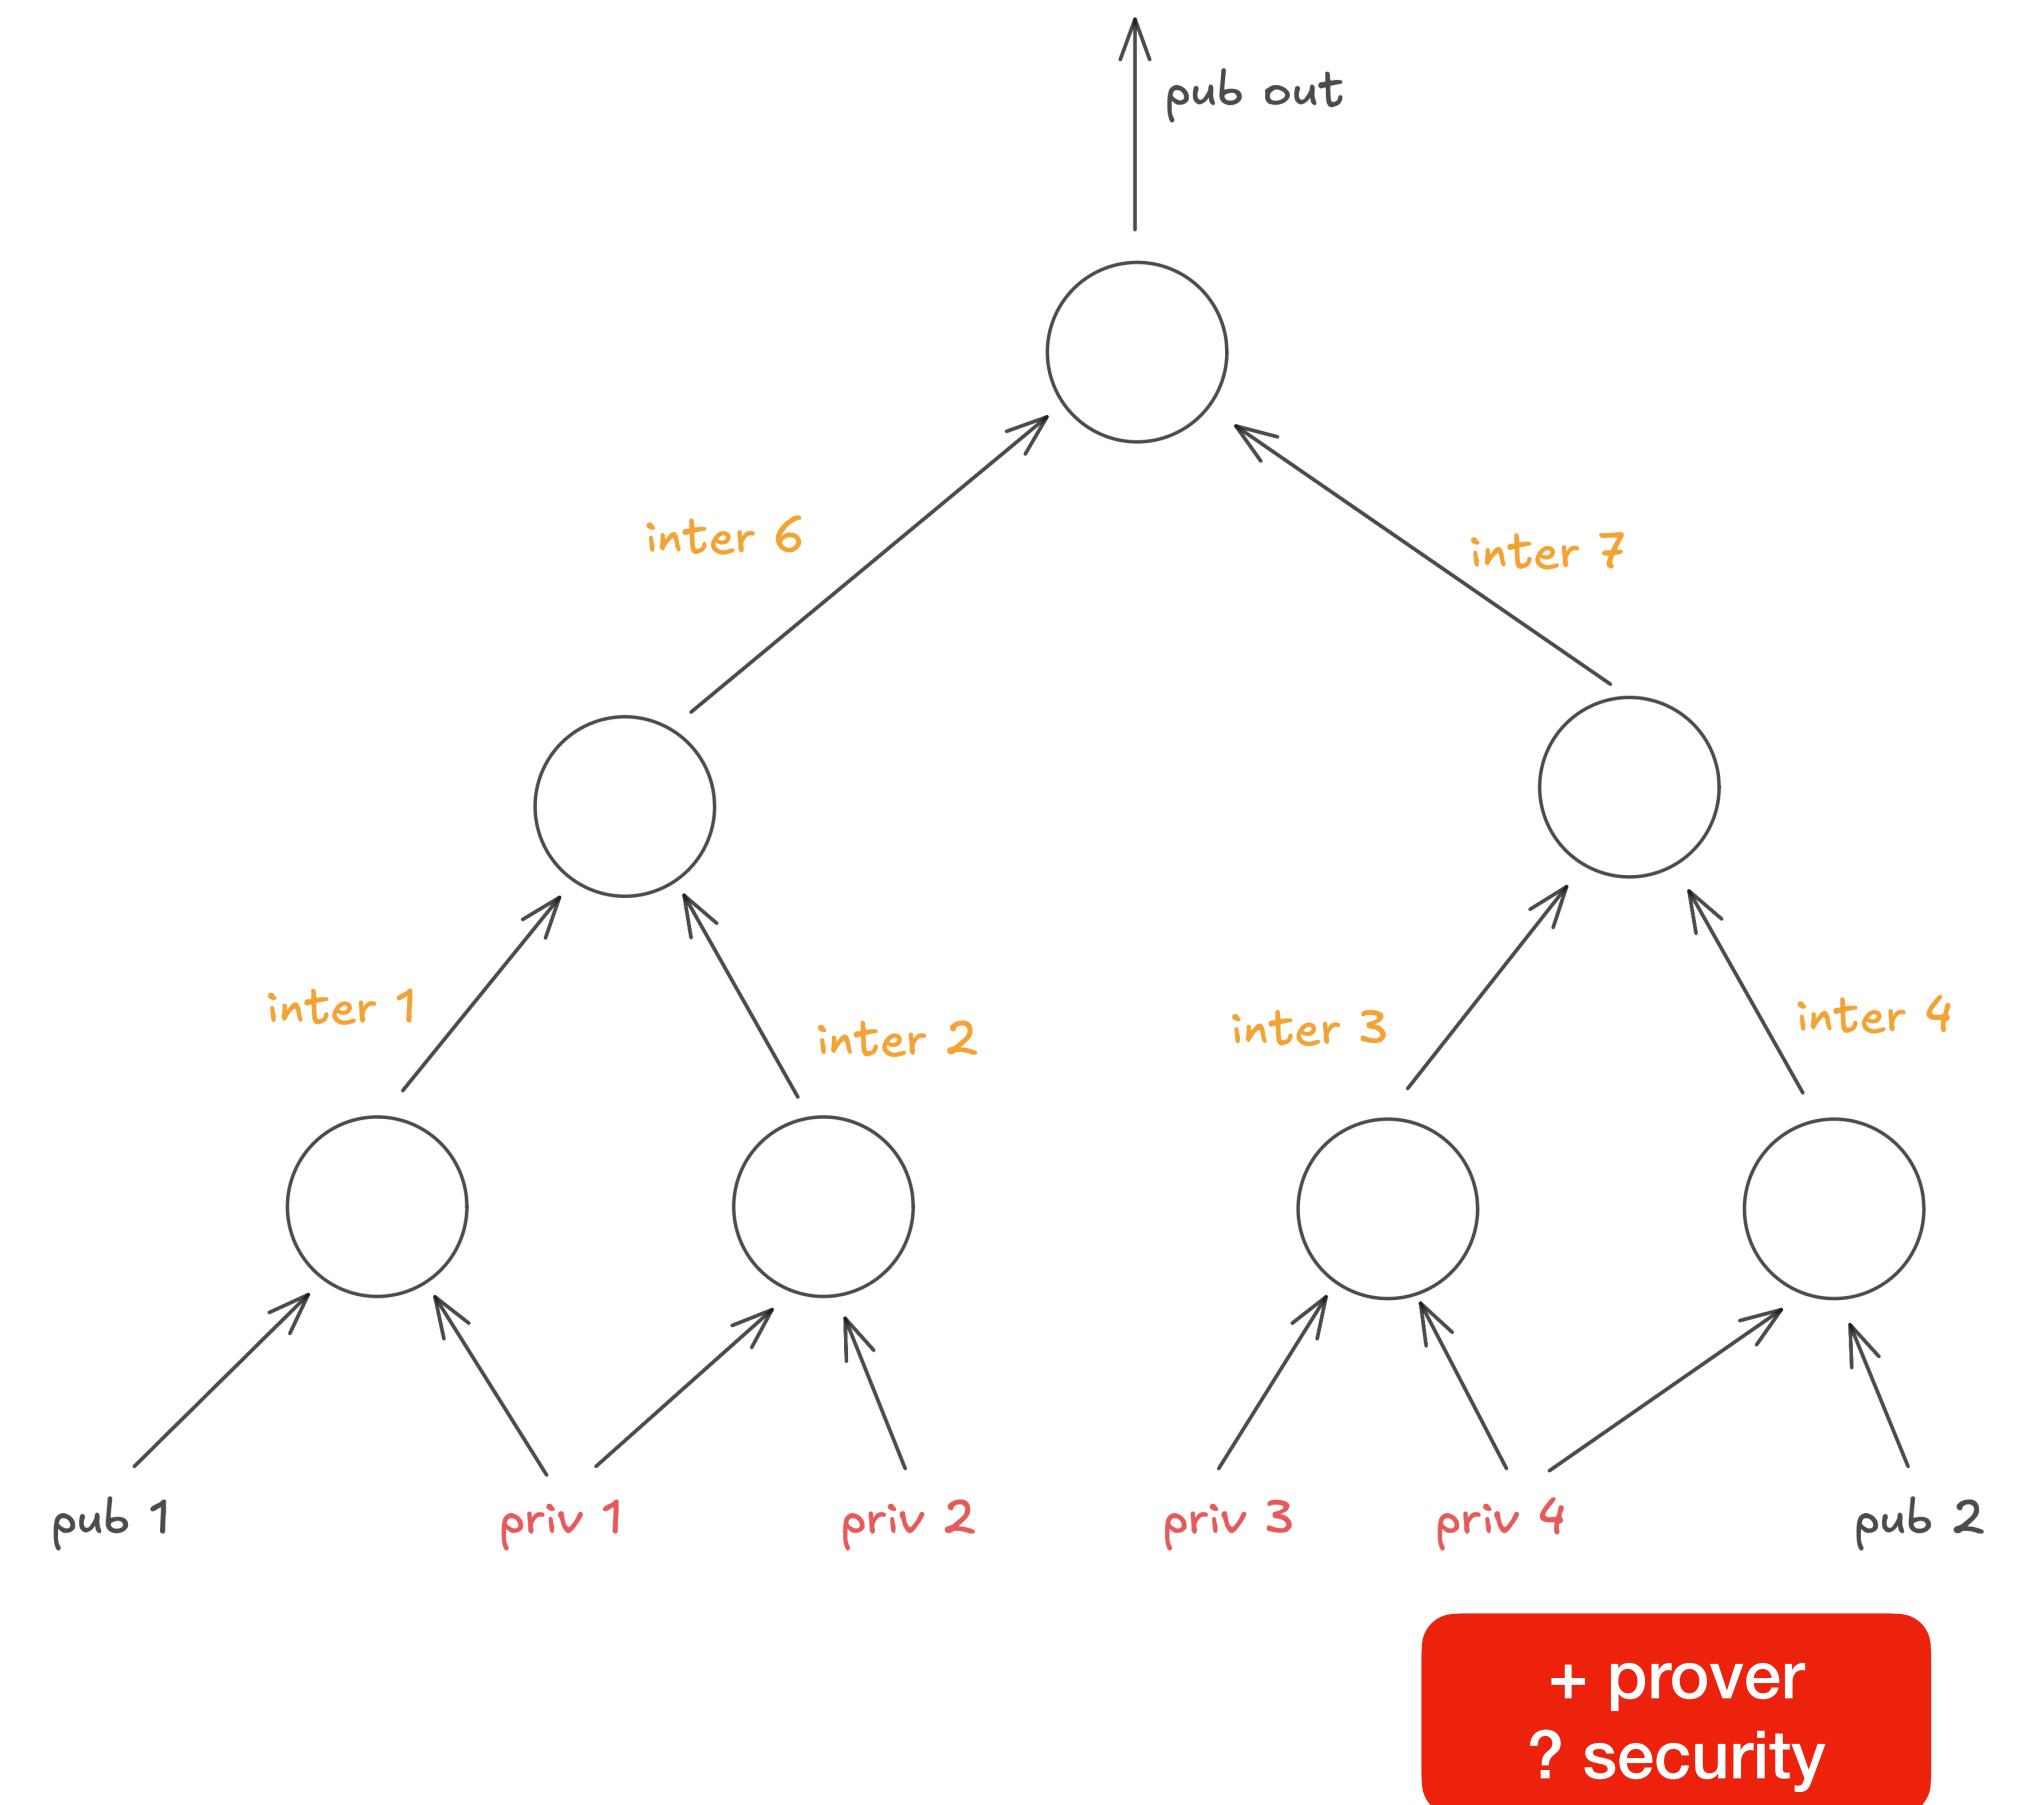 pub out
inter 6
inter 7
inter 1
inter 2
inter 3
inter 4
pub 1
priv 1
priv 2
priv 3
priv 4
pub 2
+ prover
? security